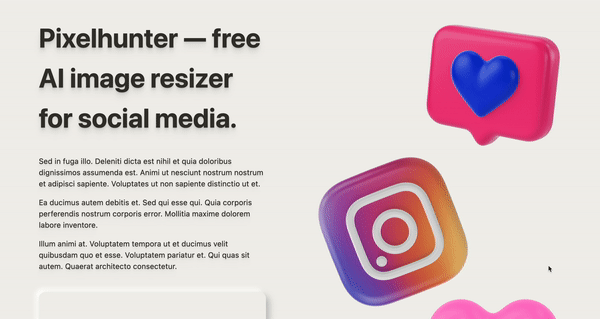 Pixelhunter — free
AI image resizer
for social media.
Sed in fuga illo. Deleniti dicta est nihil et quia doloribus
dignissimos assumenda est. Animi ut nesciunt nostrum nostrum
et adipisci sapiente. Voluptates ut non sapiente distinctio ut et.
Ea ducimus autem debitis et. Sed qui esse qui. Quia corporis
perferendis nostrum corporis error. Mollitia maxime dolorem
labore inventore.
Illum animi at. Voluptatem tempora ut et ducimus velit
quibusdam quo et esse. Voluptatem pariatur et. Qui quas sit
autem. Quaerat architecto consectetur.